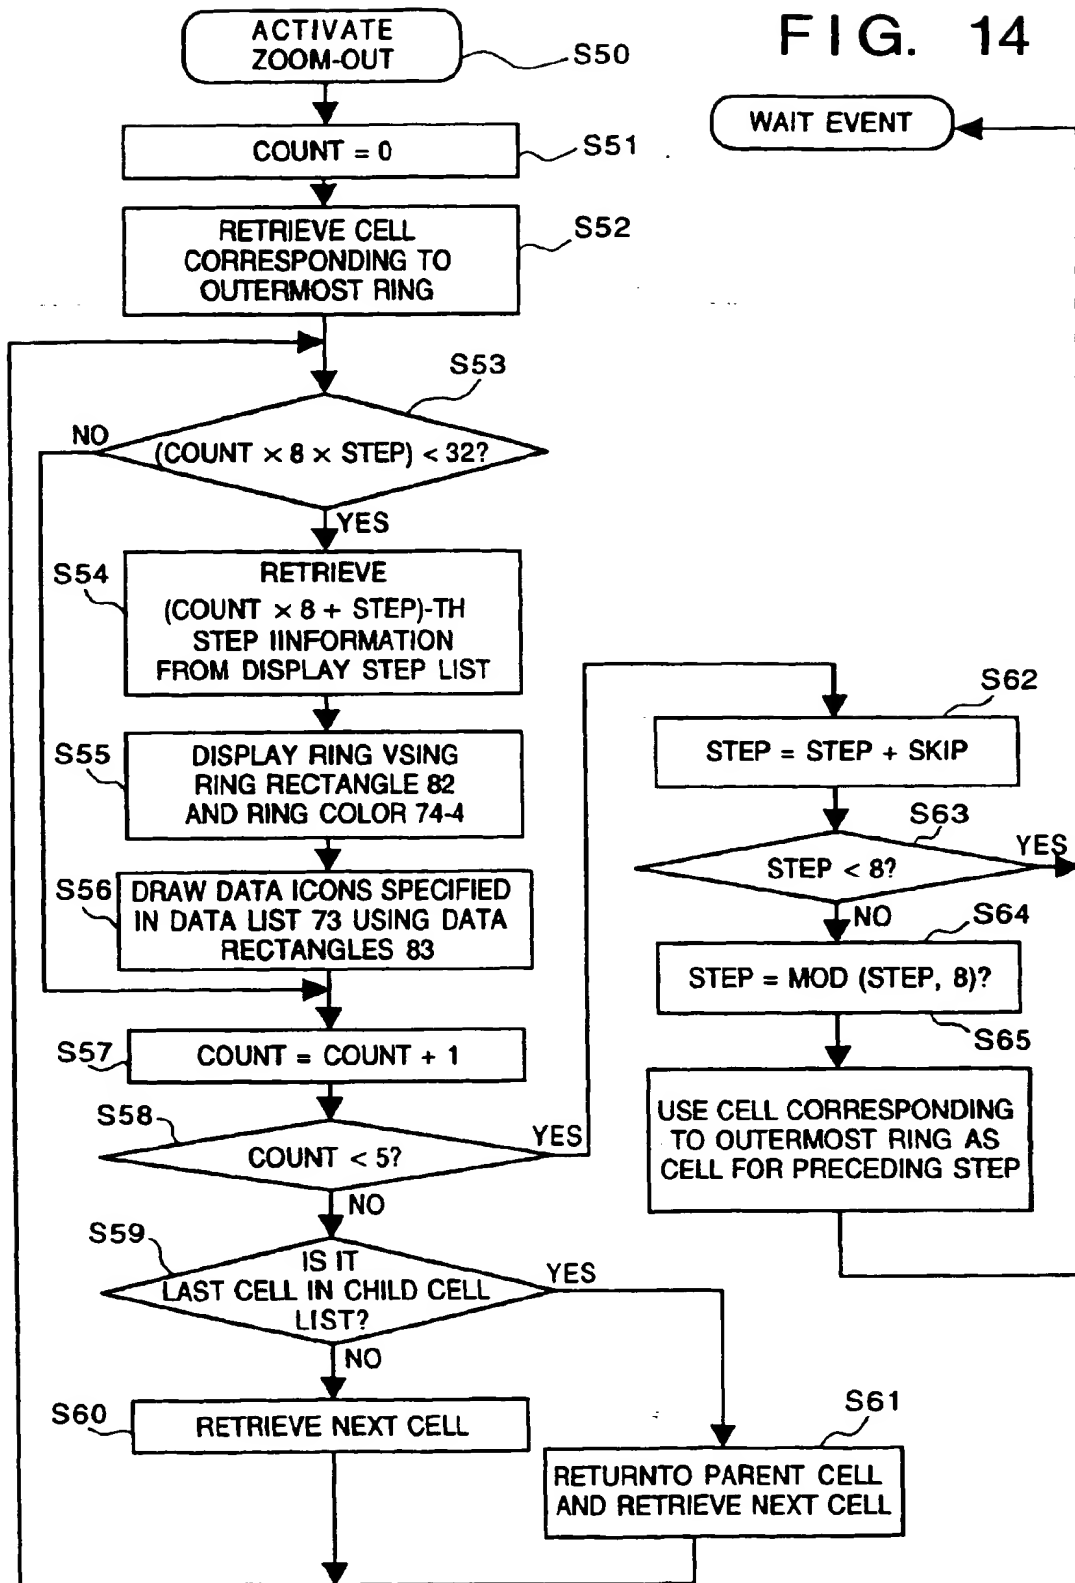 FIG. 14
ACTIVATE
ZOOM-OUT
S50
WAIT EVENT
COUNT = 0
S51
RETRIEVE CELL
CORRESPONDING TO
OUTERMOST RING
S52
S53
NO
(COUNT × 8 × STEP) < 32?
YES
S54
RETRIEVE
(COUNT × 8 + STEP)-TH
STEP IINFORMATION
FROM DISPLAY STEP LIST
S55
DISPLAY RING VSING
RING RECTANGLE 82
AND RING COLOR 74-4
S56
DRAW DATA ICONS SPECIFIED
IN DATA LIST 73 USING DATA
RECTANGLES 83
S57
COUNT = COUNT + 1
S58
COUNT < 5?
YES
NO
S59
IS IT
LAST CELL IN CHILD CELL
LIST?
YES
NO
S60
RETRIEVE NEXT CELL
S61
RETURNTO PARENT CELL
AND RETRIEVE NEXT CELL
S62
STEP = STEP + SKIP
S63
STEP < 8?
YES
NO
S64
STEP = MOD (STEP, 8)?
S65
USE CELL CORRESPONDING
TO OUTERMOST RING AS
CELL FOR PRECEDING STEP